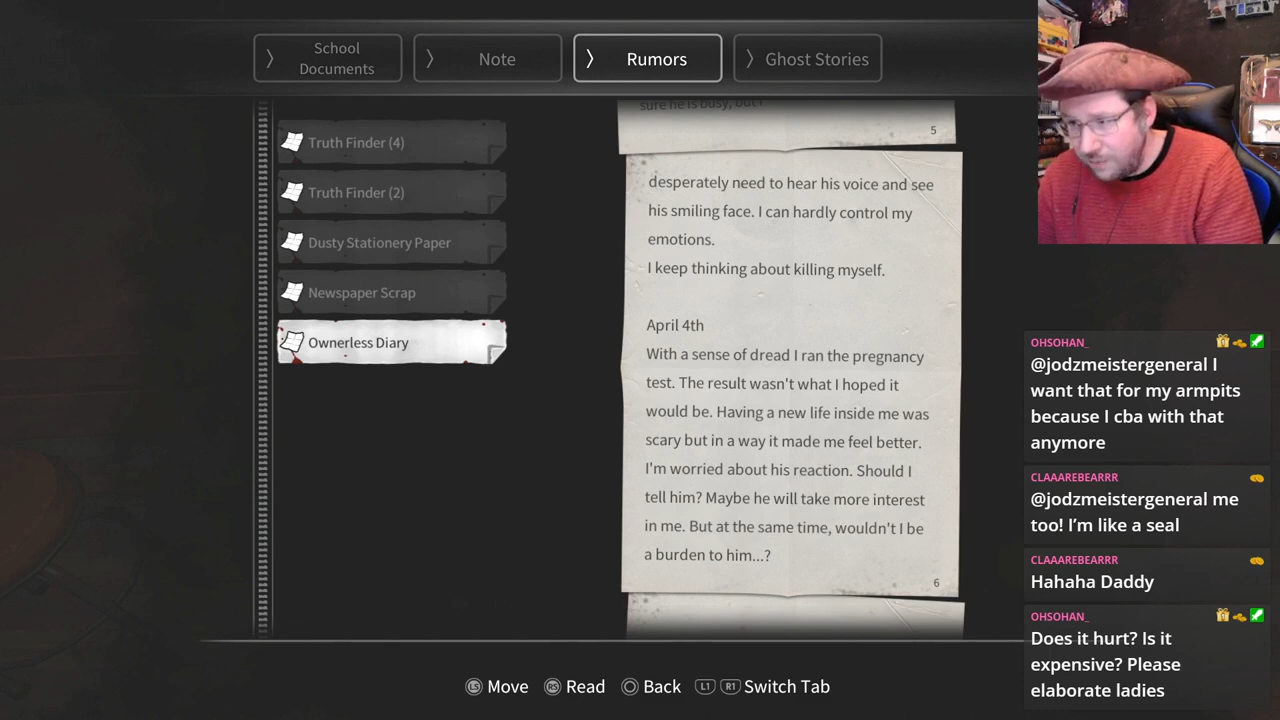 School
Documents
Note
Rumors
Ghost Stories
Truth Finder (4)
Truth Finder (2)
Dusty Stationery Paper
Newspaper Scrap
Ownerless Diary
sure he is busy, but I
5
desperately need to hear his voice and see
his smiling face. I can hardly control my
emotions.
I keep thinking about killing myself.
April 4th
With a sense of dread I ran the pregnancy
test. The result wasn't what I hoped it
would be. Having a new life inside me was
scary but in a way it made me feel better.
I'm worried about his reaction. Should I
tell him? Maybe he will take more interest
in me. But at the same time, wouldn't I be
a burden to him...?
6
LS Move RS Read Back L1 R1 Switch Tab
OHSOHAN_
@jodzmeistergeneral I
want that for my armpits
because I cba with that
anymore
CLAAAREBEARRR
@jodzmeistergeneral me
too! I’m like a seal
CLAAAREBEARRR
Hahaha Daddy
OHSOHAN_
Does it hurt? Is it
expensive? Please
elaborate ladies